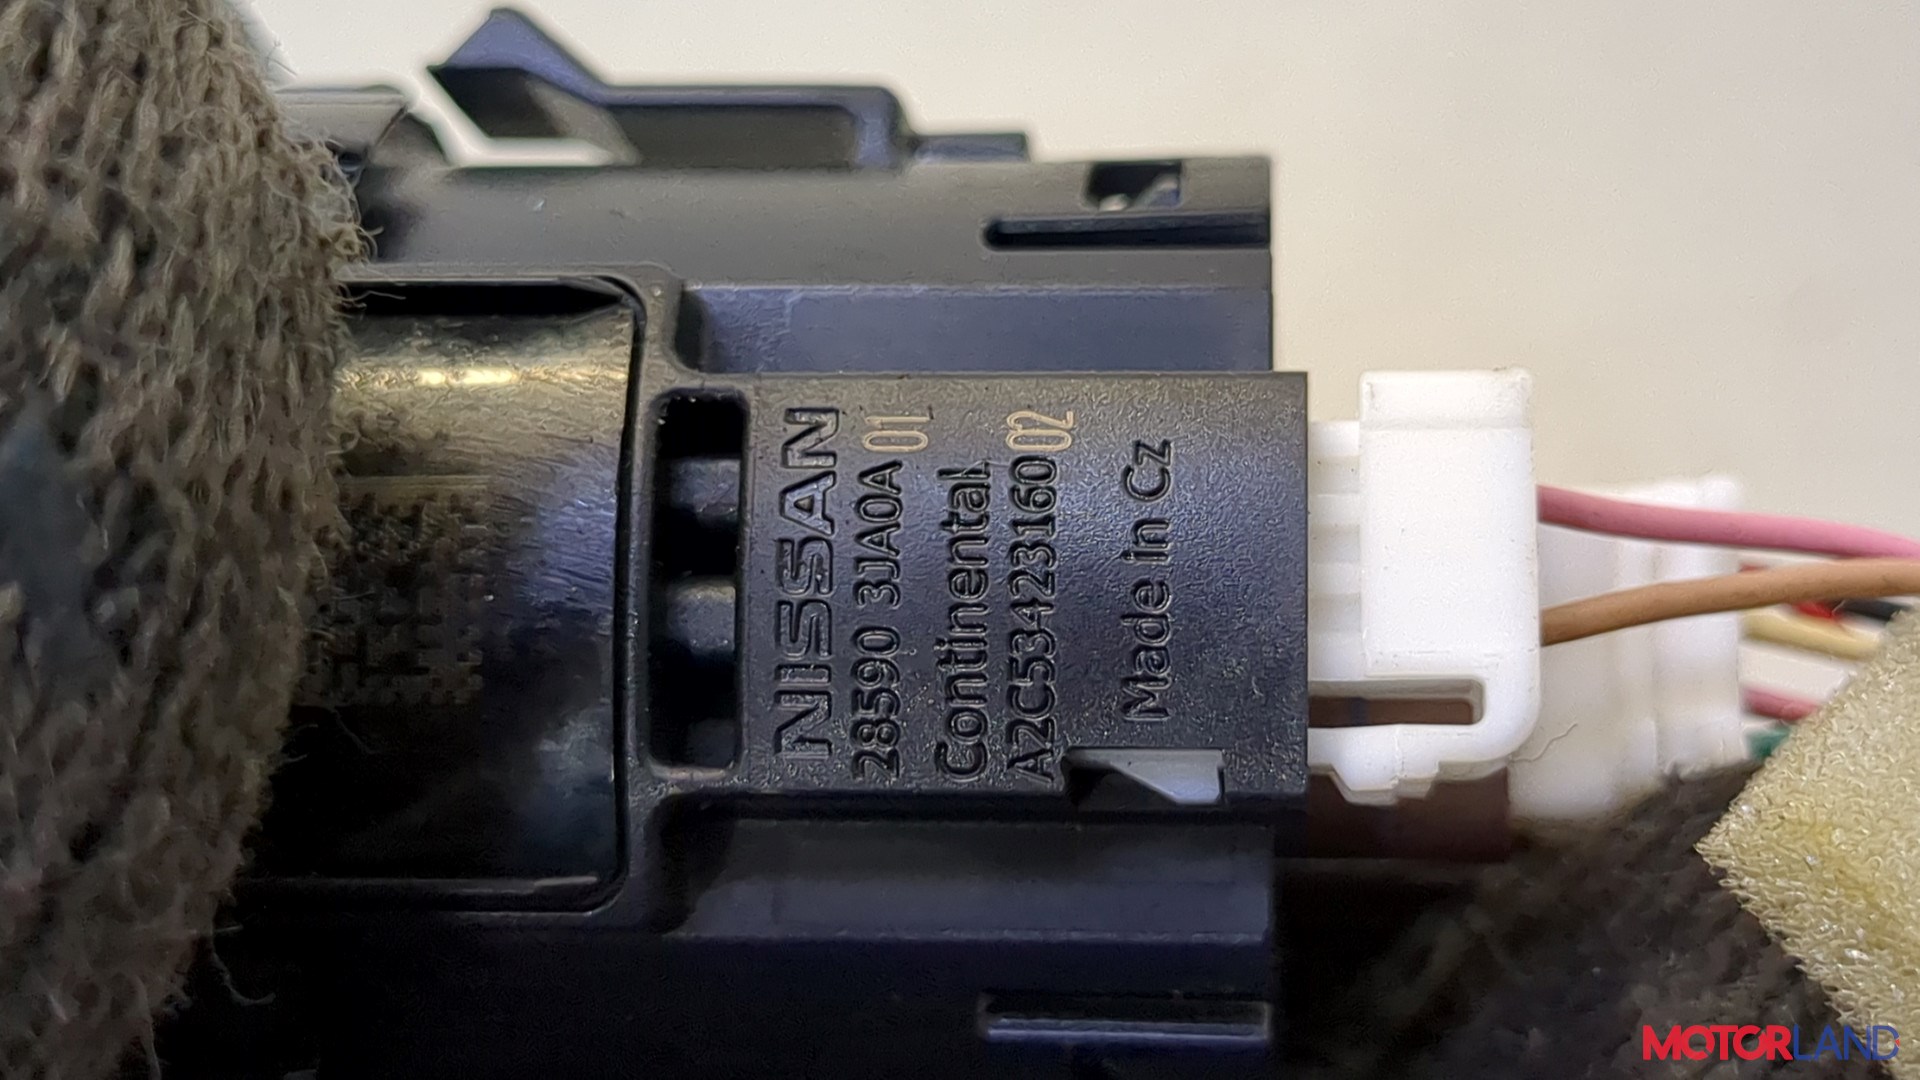 NISSAN
28590 3JA0A 01
Continental
A2C53423160 02
Made in Cz
MOTORLAND